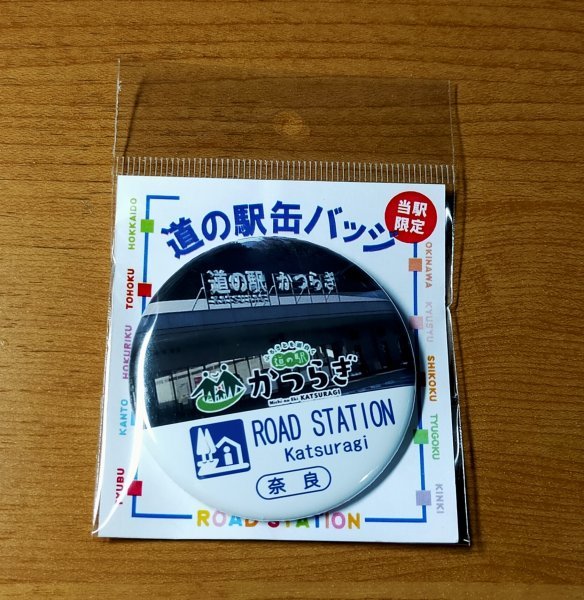 道の駅缶バッジ
当駅
限定
HOKKAIDO
TOHOKU
HOKURIKU
KANTO
TYUBU
OKINAWA
KYUSYU
SHIKOKU
TYUGOKU
KINKI
道の駅 かつらぎ
道の駅
かつらぎ
Michi no Eki KATSURAGI
ROAD STATION
Katsuragi
奈良
ROAD STATION